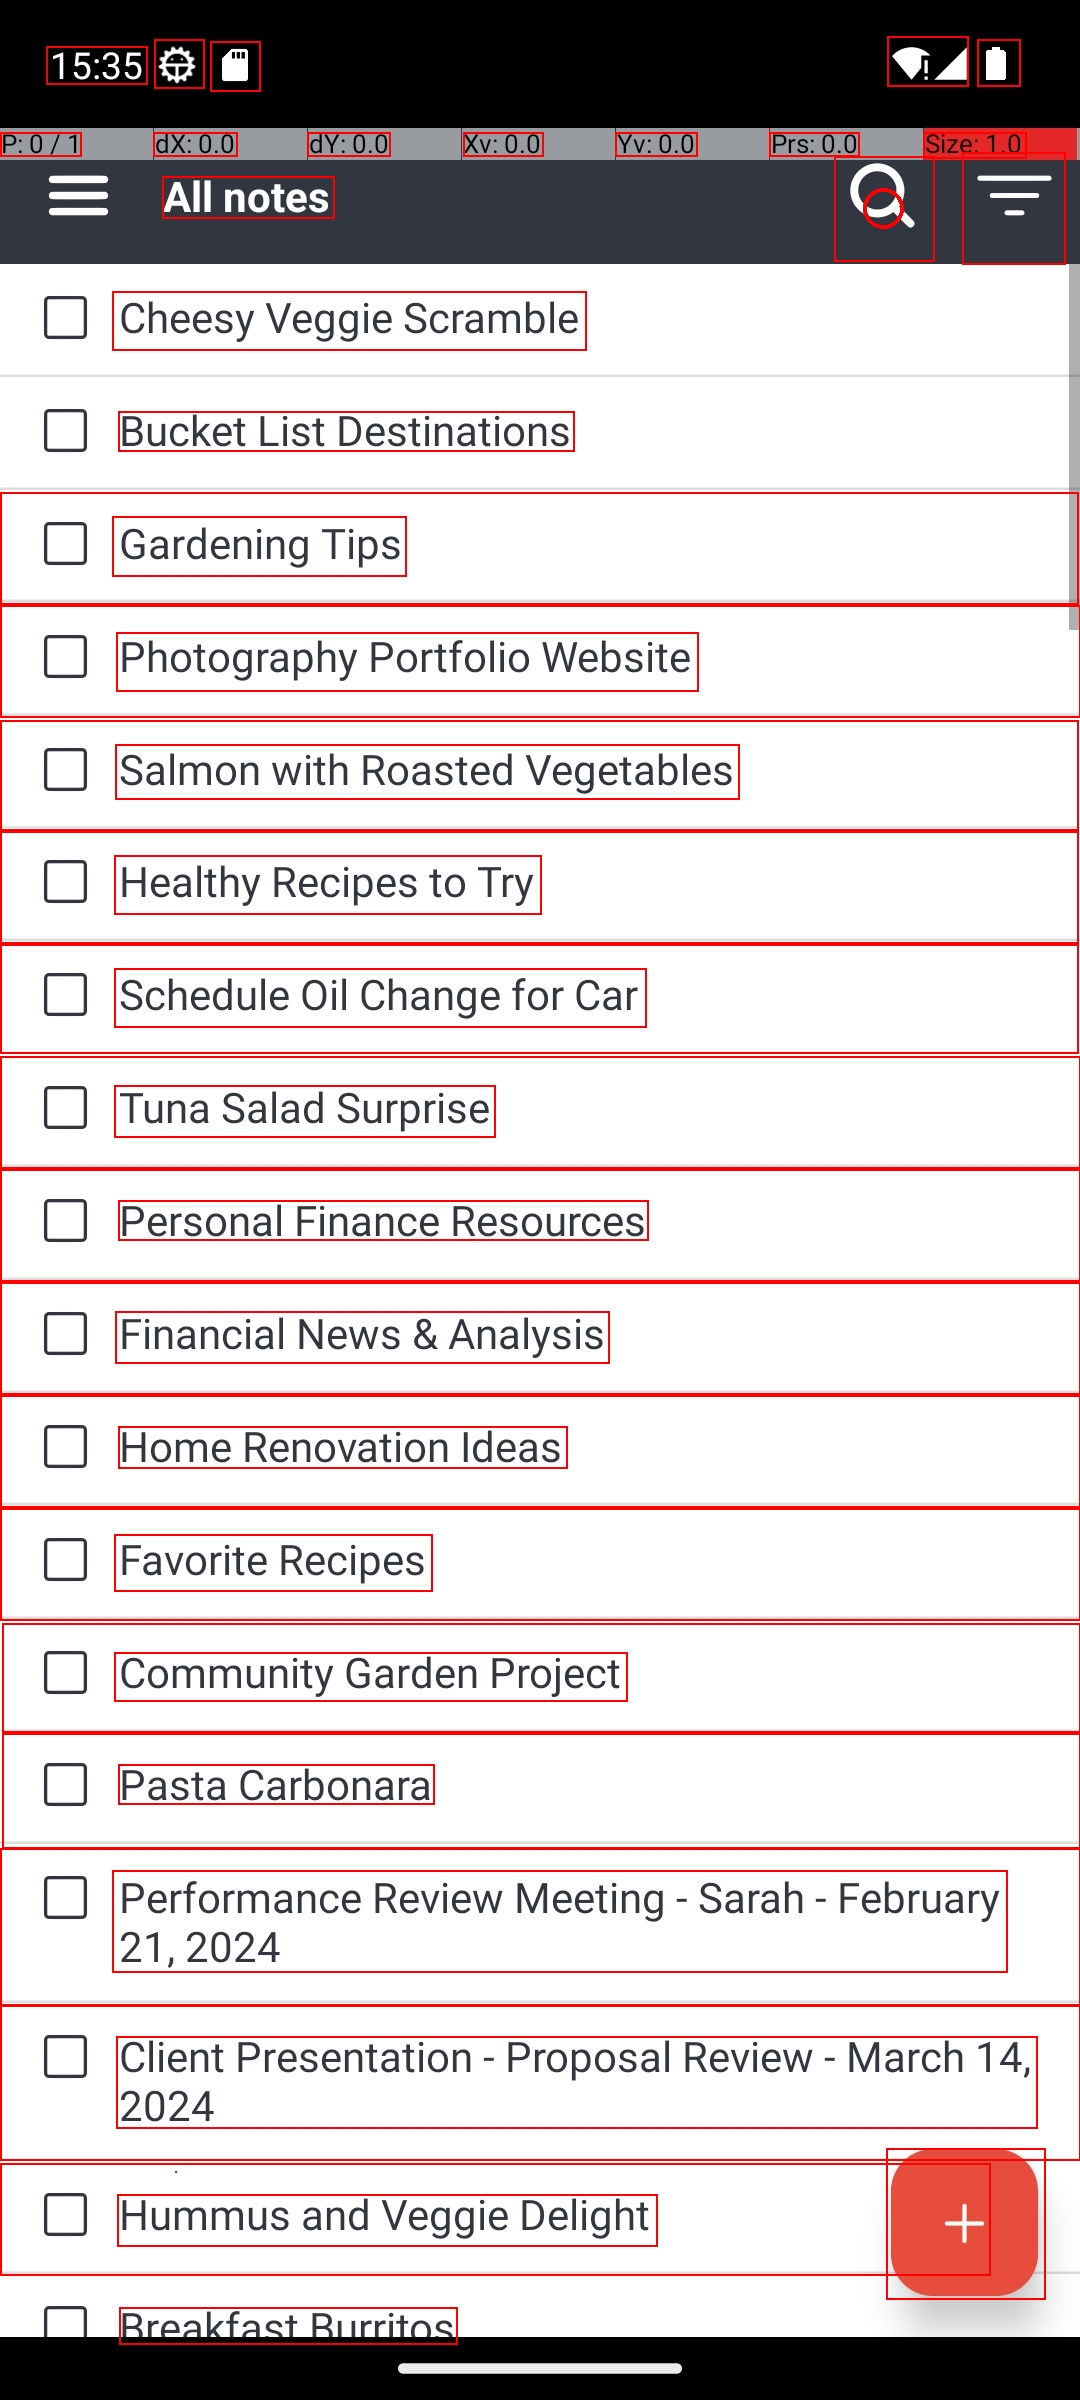 15:35
P: 0 / 1 dX: 0.0 dY: 0.0 Xv: 0.0 Yv: 0.0 Prs: 0.0 Size: 1.0
All notes
Cheesy Veggie Scramble
Bucket List Destinations
Gardening Tips
Photography Portfolio Website
Salmon with Roasted Vegetables
Healthy Recipes to Try
Schedule Oil Change for Car
Tuna Salad Surprise
Personal Finance Resources
Financial News & Analysis
Home Renovation Ideas
Favorite Recipes
Community Garden Project
Pasta Carbonara
Performance Review Meeting - Sarah - February
21, 2024
Client Presentation - Proposal Review - March 14,
2024
Hummus and Veggie Delight
Breakfast Burritos